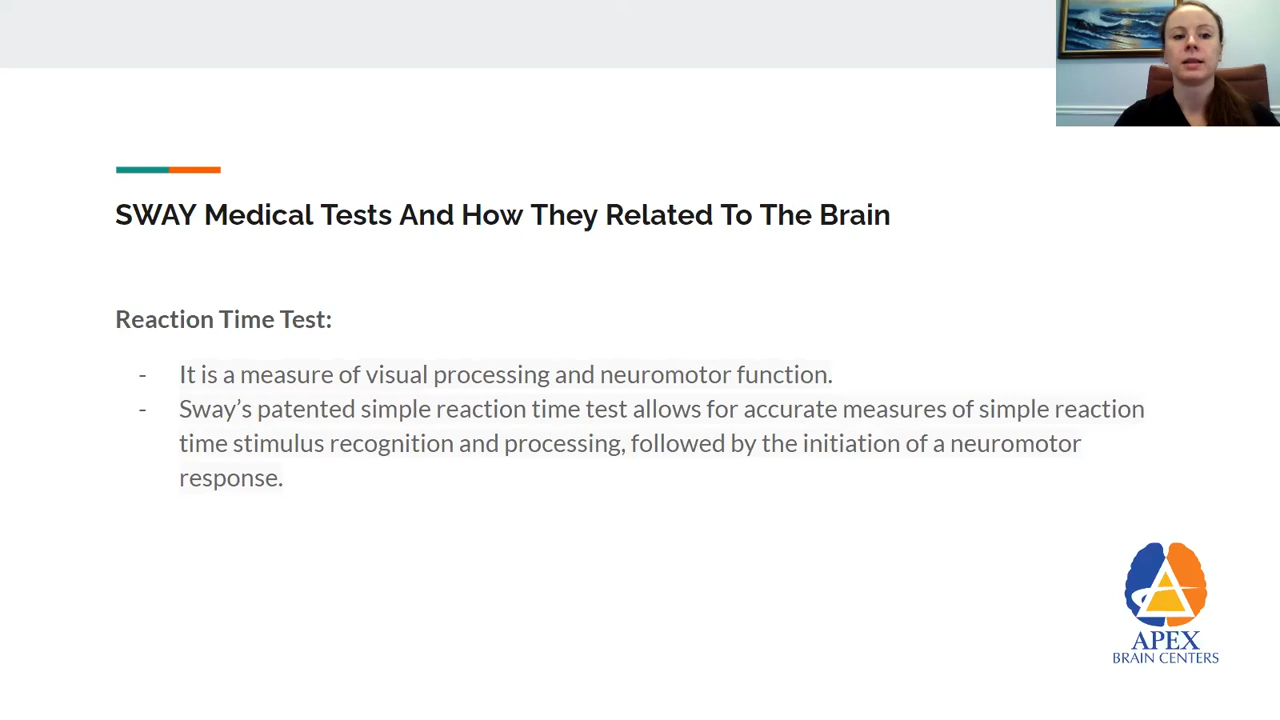 SWAY Medical Tests And How They Related To The Brain
Reaction Time Test:
- It is a measure of visual processing and neuromotor function.
- Sway's patented simple reaction time test allows for accurate measures of simple reaction
time stimulus recognition and processing, followed by the initiation of a neuromotor
response.
APEX
BRAIN CENTERS